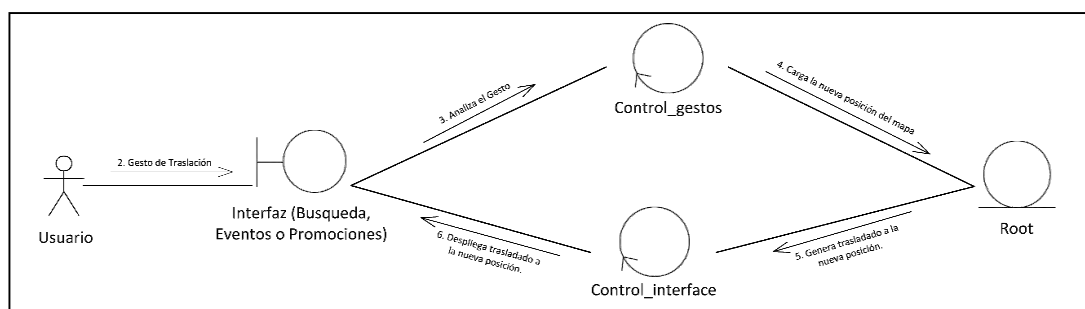 Usuario
2. Gesto de Traslación
Interfaz (Busqueda,
Eventos o Promociones)
3. Analiza el Gesto
Control_gestos
4. Carga la nueva posición del mapa
Root
5. Genera trasladado a la
nueva posición.
Control_interface
6. Despliega trasladado a
la nueva posición.